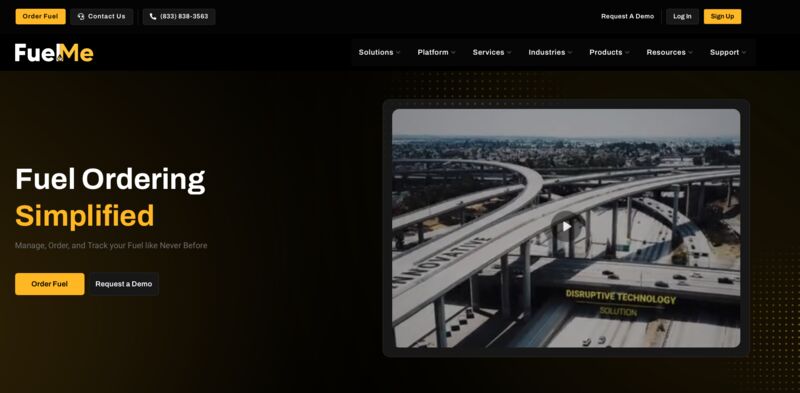 Order Fuel
Contact Us
(833) 838-3563
Request A Demo
Log In
Sign Up
FuelMe
Solutions
Platform
Services
Industries
Products
Resources
Support
Fuel Ordering
Simplified
Manage, Order, and Track your Fuel like Never Before
Order Fuel
Request a Demo
INNOVATIVE
DISRUPTIVE TECHNOLOGY
SOLUTION